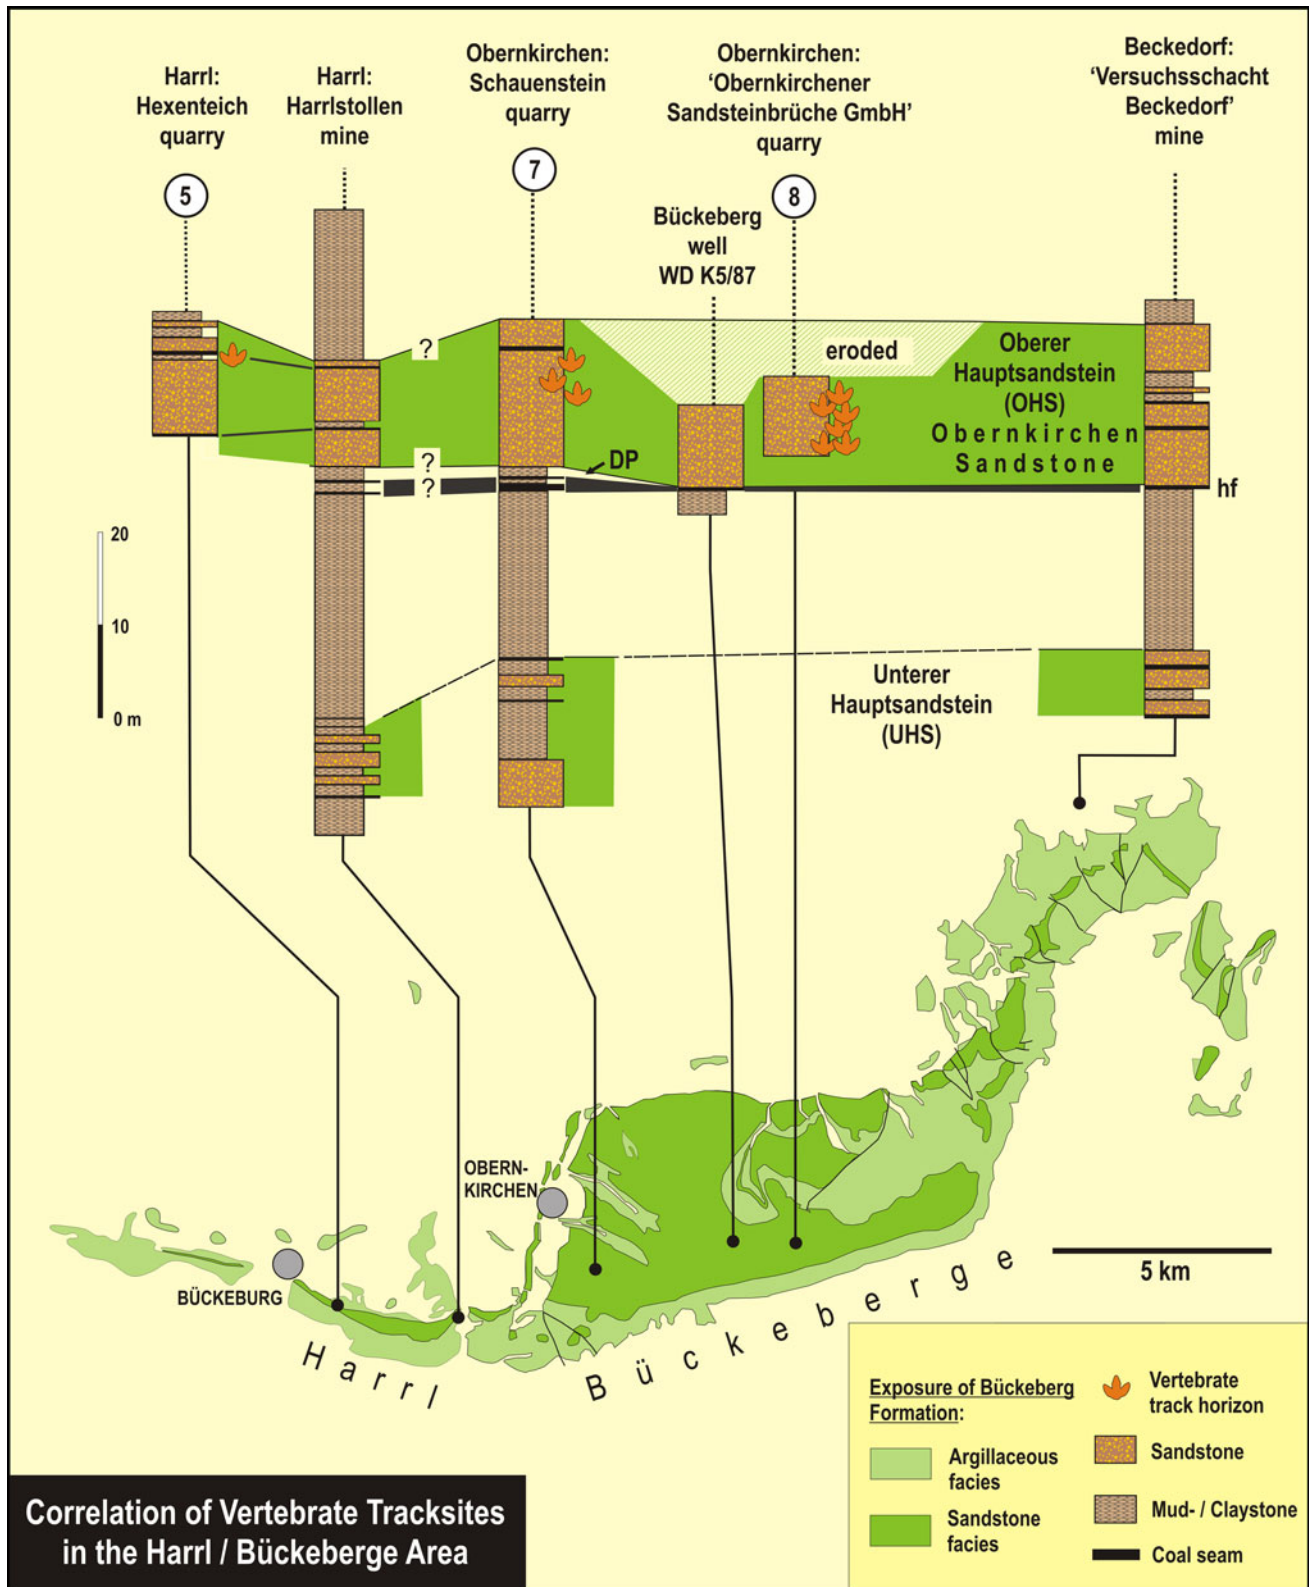 Harrl:
Hexenteich
quarry
5
Harrl:
Harrlstollen
mine
Obernkirchen:
Schauenstein
quarry
7
Obernkirchen:
‘Obernkirchener
Sandsteinbrüche GmbH’
quarry
8
Bückeberg
well
WD K5/87
Beckedorf:
‘Versuchsschacht
Beckedorf’
mine
?
eroded
Oberer
Hauptsandstein
(OHS)
Obernkirchen
Sandstone
?
?
DP
hf
20
10
0 m
Unterer
Hauptsandstein
(UHS)
OBERN-
KIRCHEN
BÜCKEBURG
Harrl
Bückeberge
5 km
Exposure of Bückeberg
Formation:
Argillaceous
facies
Sandstone
facies
Vertebrate
track horizon
Sandstone
Mud- / Claystone
Coal seam
Correlation of Vertebrate Tracksites
in the Harrl / Bückeberge Area